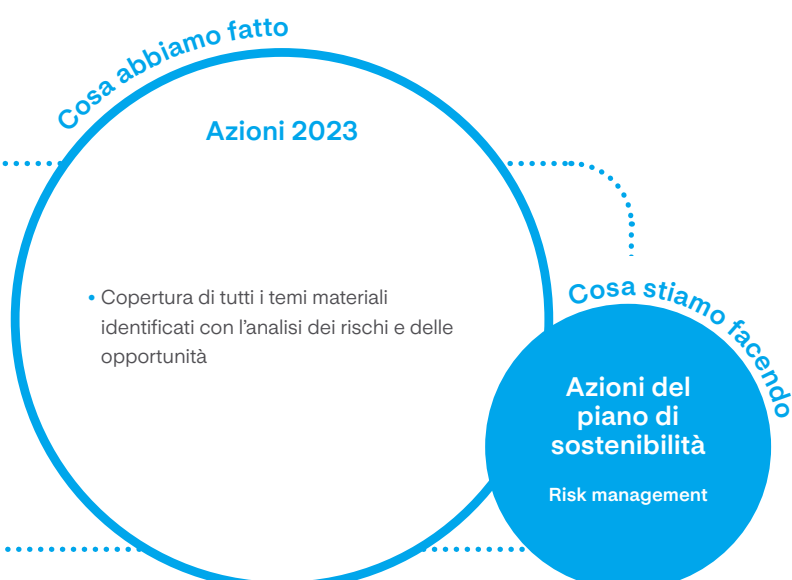 Cosa abbiamo fatto
Azioni 2023
• Copertura di tutti i temi materiali
identificati con l’analisi dei rischi e delle
opportunità
Cosa stiamo facendo
Azioni del
piano di
sostenibilità
Risk management